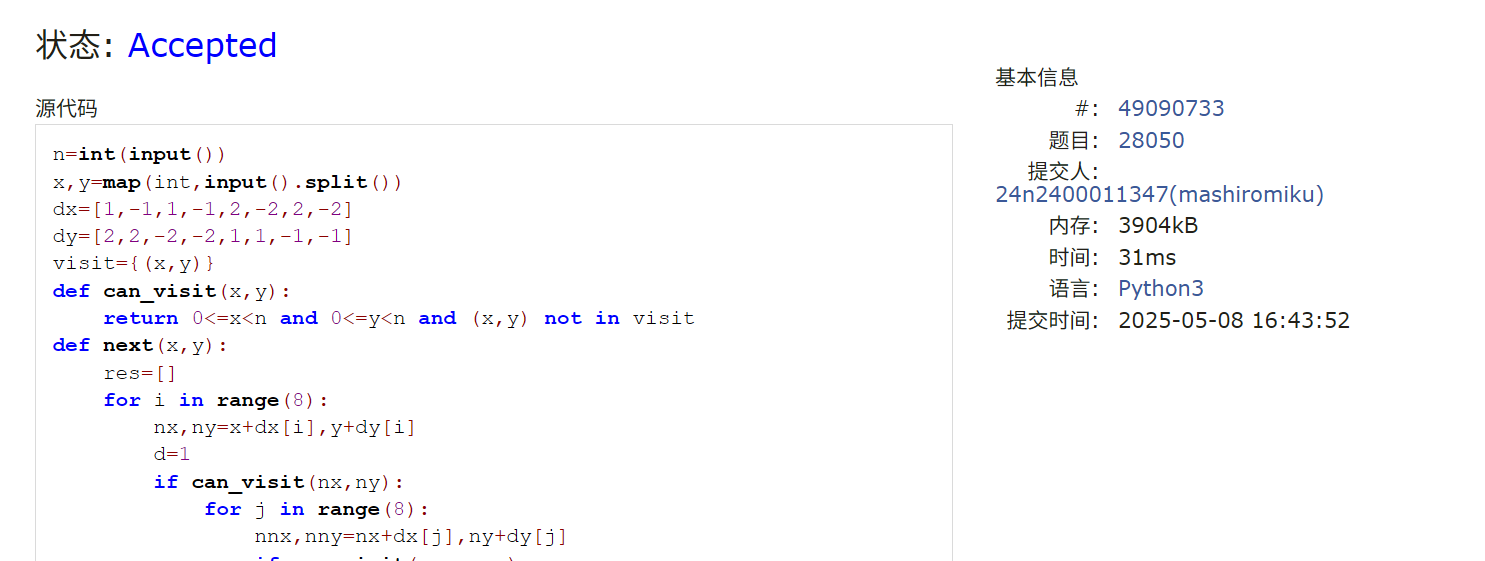 状态: Accepted
源代码
n=int(input())
x,y=map(int,input().split())
dx=[1,-1,1,-1,2,-2,2,-2]
dy=[2,2,-2,-2,1,1,-1,-1]
visit={(x,y)}
def can_visit(x,y):
    return 0<=x<n and 0<=y<n and (x,y) not in visit
def next(x,y):
    res=[]
    for i in range(8):
        nx,ny=x+dx[i],y+dy[i]
        d=1
        if can_visit(nx,ny):
            for j in range(8):
                nnx,nny=nx+dx[j],ny+dy[j]
基本信息
#: 49090733
题目: 28050
提交人:
24n2400011347(mashiromiku)
内存: 3904kB
时间: 31ms
语言: Python3
提交时间: 2025-05-08 16:43:52